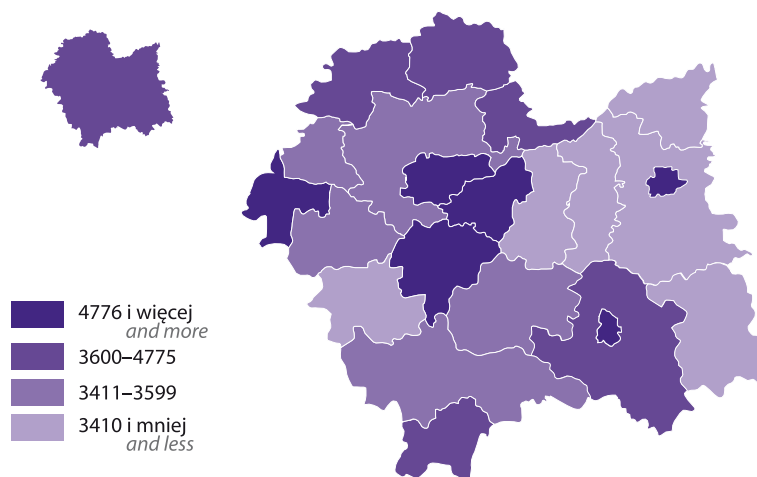 4776 i więcej
and more
3600–4775
3411–3599
3410 i mniej
and less